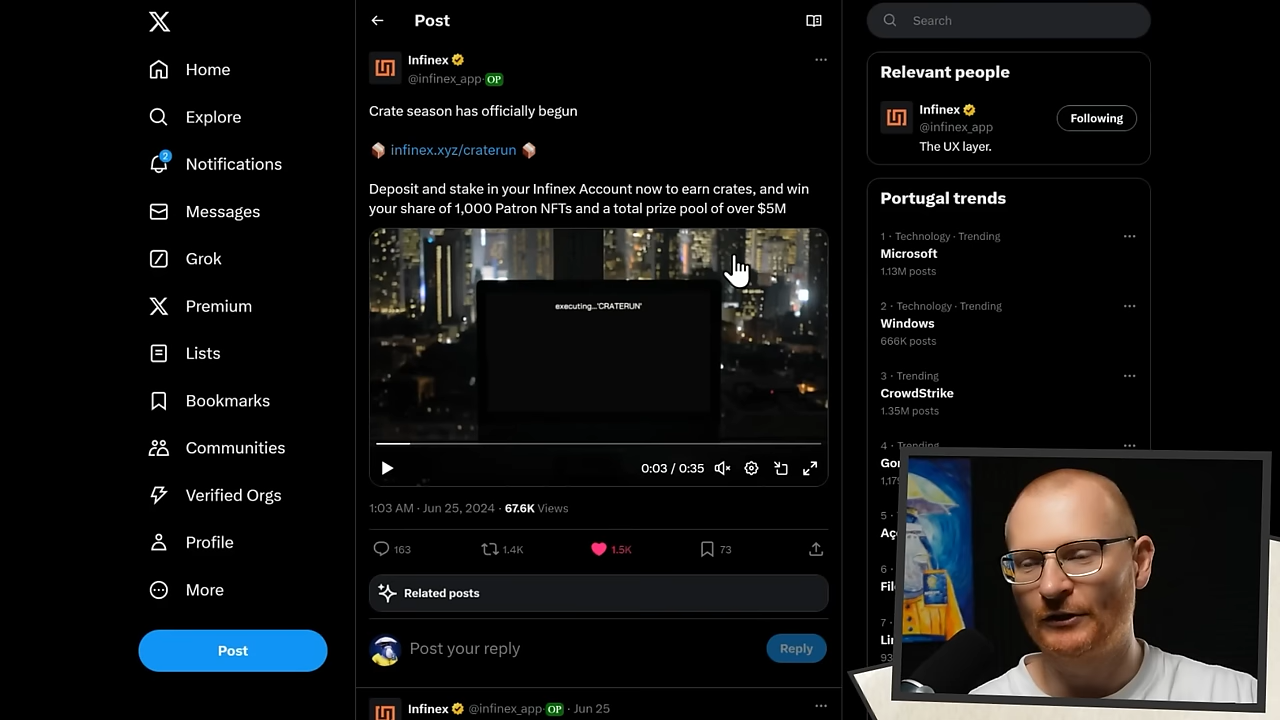 Home
Explore
2
Notifications
Messages
Grok
Premium
Lists
Bookmarks
Communities
Verified Orgs
Profile
More
Post
Post
Infinex
@infinex_app OP
Crate season has officially begun
infinex.xyz/craterun
Deposit and stake in your Infinex Account now to earn crates, and win
your share of 1,000 Patron NFTs and a total prize pool of over $5M
executing...'CRATERUN'
0:03 / 0:35
1:03 AM · Jun 25, 2024 · 67.6K Views
163 1.4K 1.5K 73
Related posts
Post your reply
Reply
Infinex @infinex_app OP · Jun 25
Search
Relevant people
Infinex
@infinex_app
Following
The UX layer.
Portugal trends
1 · Technology · Trending
Microsoft
1.13M posts
2 · Technology · Trending
Windows
666K posts
3 · Trending
CrowdStrike
1.35M posts
4 · Trending
5
6
7